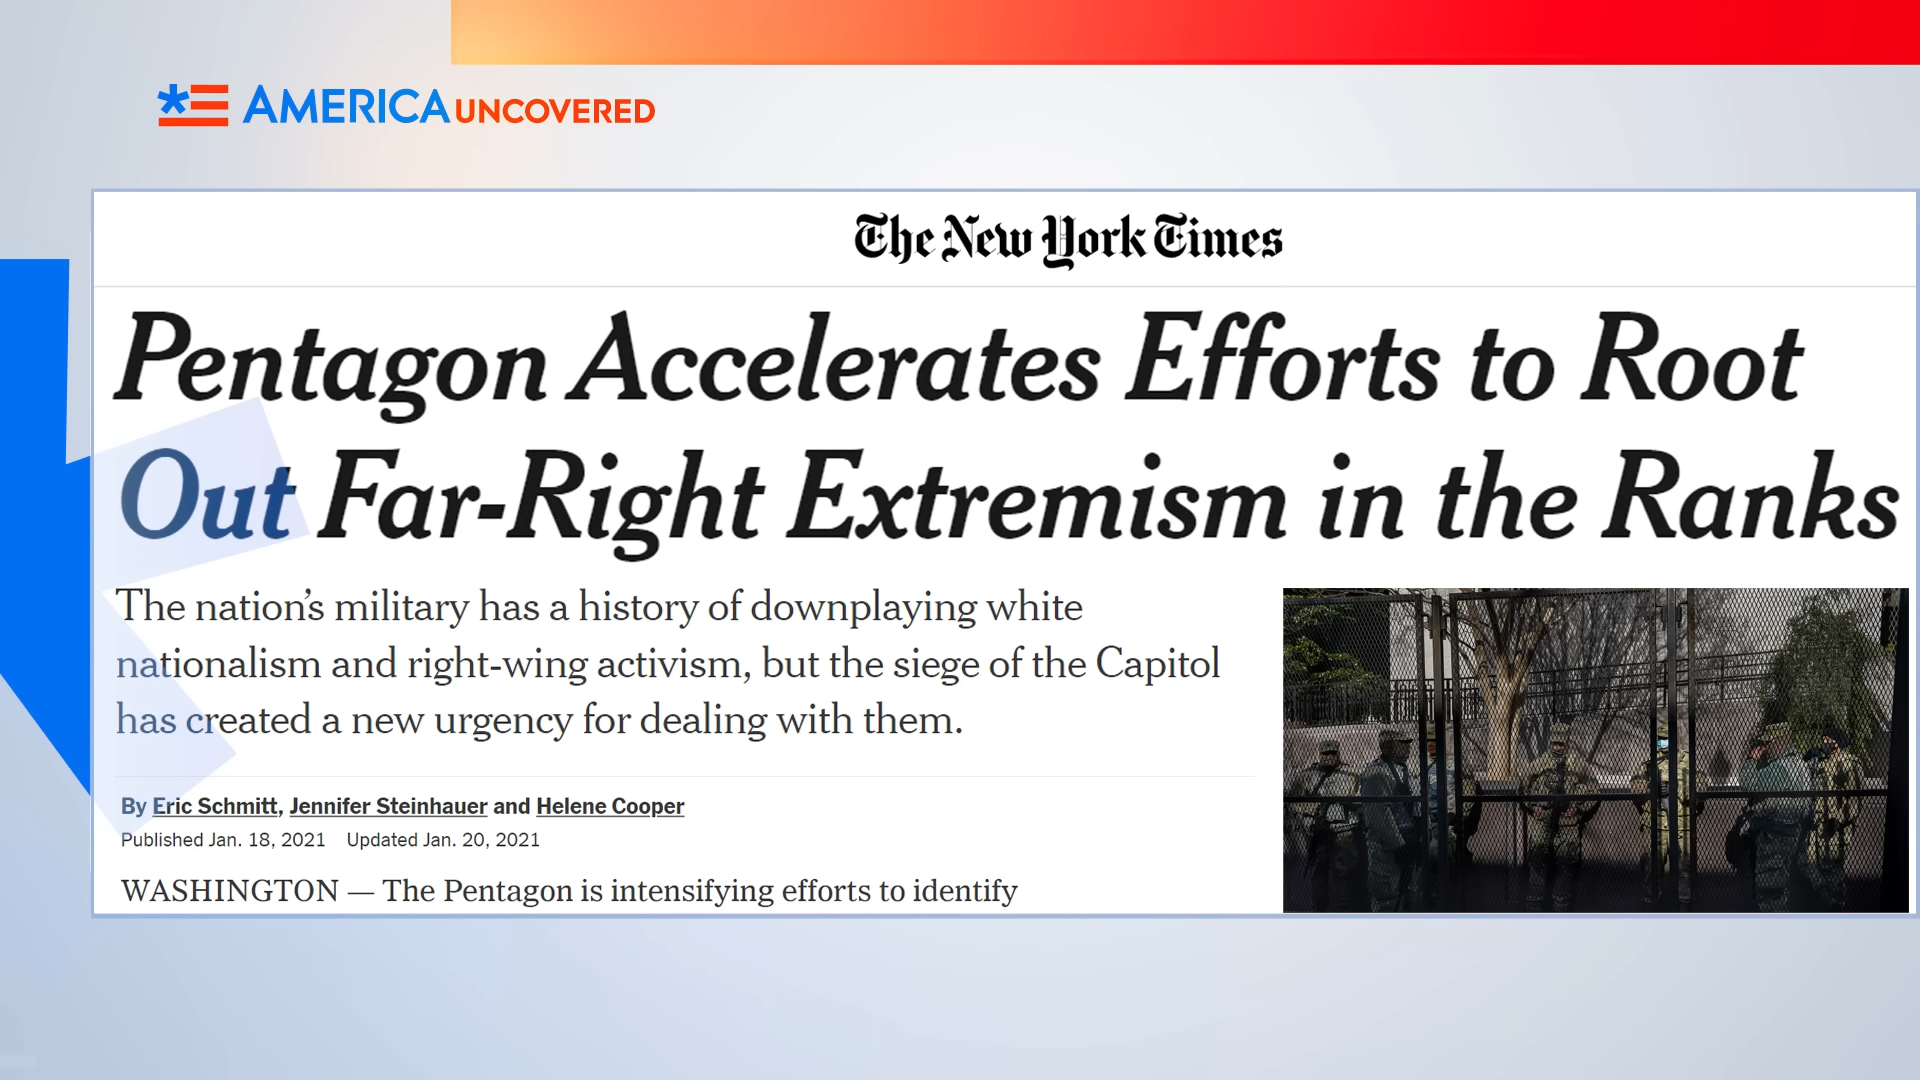 AMERICA UNCOVERED
The New York Times
Pentagon Accelerates Efforts to Root
Out Far-Right Extremism in the Ranks
The nation’s military has a history of downplaying white
nationalism and right-wing activism, but the siege of the Capitol
has created a new urgency for dealing with them.
By Eric Schmitt, Jennifer Steinhauer and Helene Cooper
Published Jan. 18, 2021 Updated Jan. 20, 2021
WASHINGTON — The Pentagon is intensifying efforts to identify